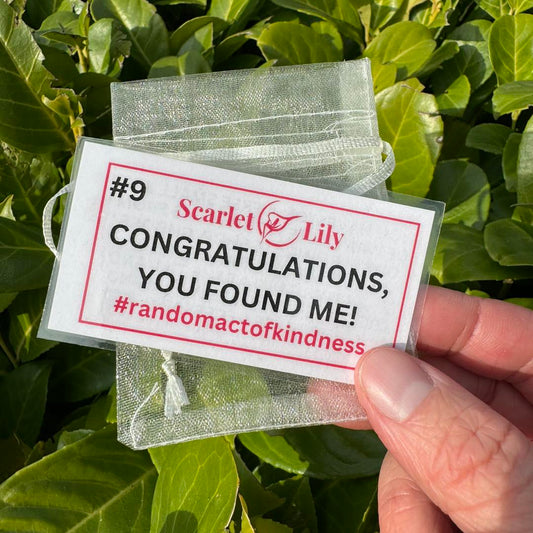 #9
Scarlet Lily
CONGRATULATIONS,
YOU FOUND ME!
#randomactofkindness